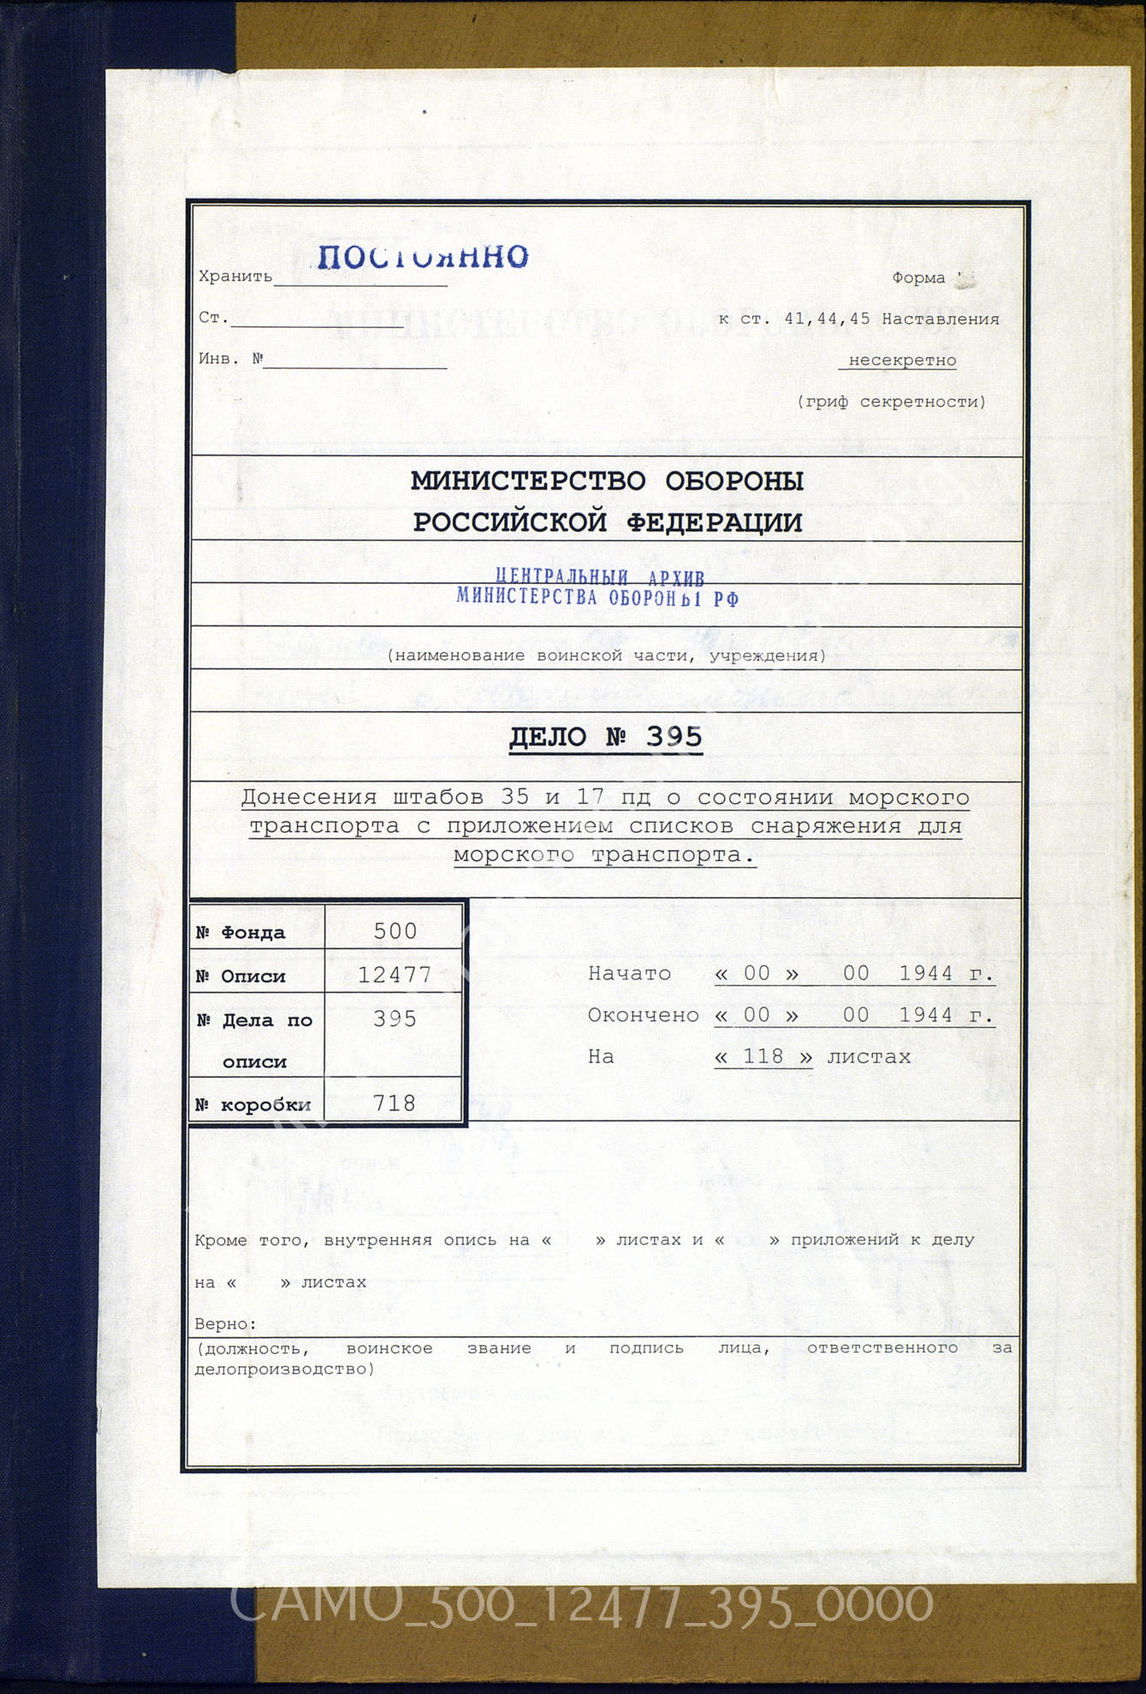 ПОСТОЯННО
Хранить
Форма
Ст.
к ст. 41,44,45 Наставления
Инв. №
несекретно
(гриф секретности)
МИНИСТЕРСТВО ОБОРОНЫ
РОССИЙСКОЙ ФЕДЕРАЦИИ
ЦЕНТРАЛЬНЫЙ АРХИВ
МИНИСТЕРСТВА ОБОРОНЫ РФ
(наименование воинской части, учреждения)
ДЕЛО № 395
Донесения штабов 35 и 17 пд о состоянии морского
транспорта с приложением списков снаряжения для
морского транспорта.
№ Фонда 500
№ Описи 12477
Начато « 00 » 00 1944 г.
№ Дела по 395
Окончено « 00 » 00 1944 г.
описи
На « 118 » листах
№ коробки 718
Кроме того, внутренняя опись на « » листах и « » приложений к делу
на « » листах
Верно:
(должность, воинское звание и подпись лица, ответственного за
делопроизводство)
CAMO_500_12477_395_0000